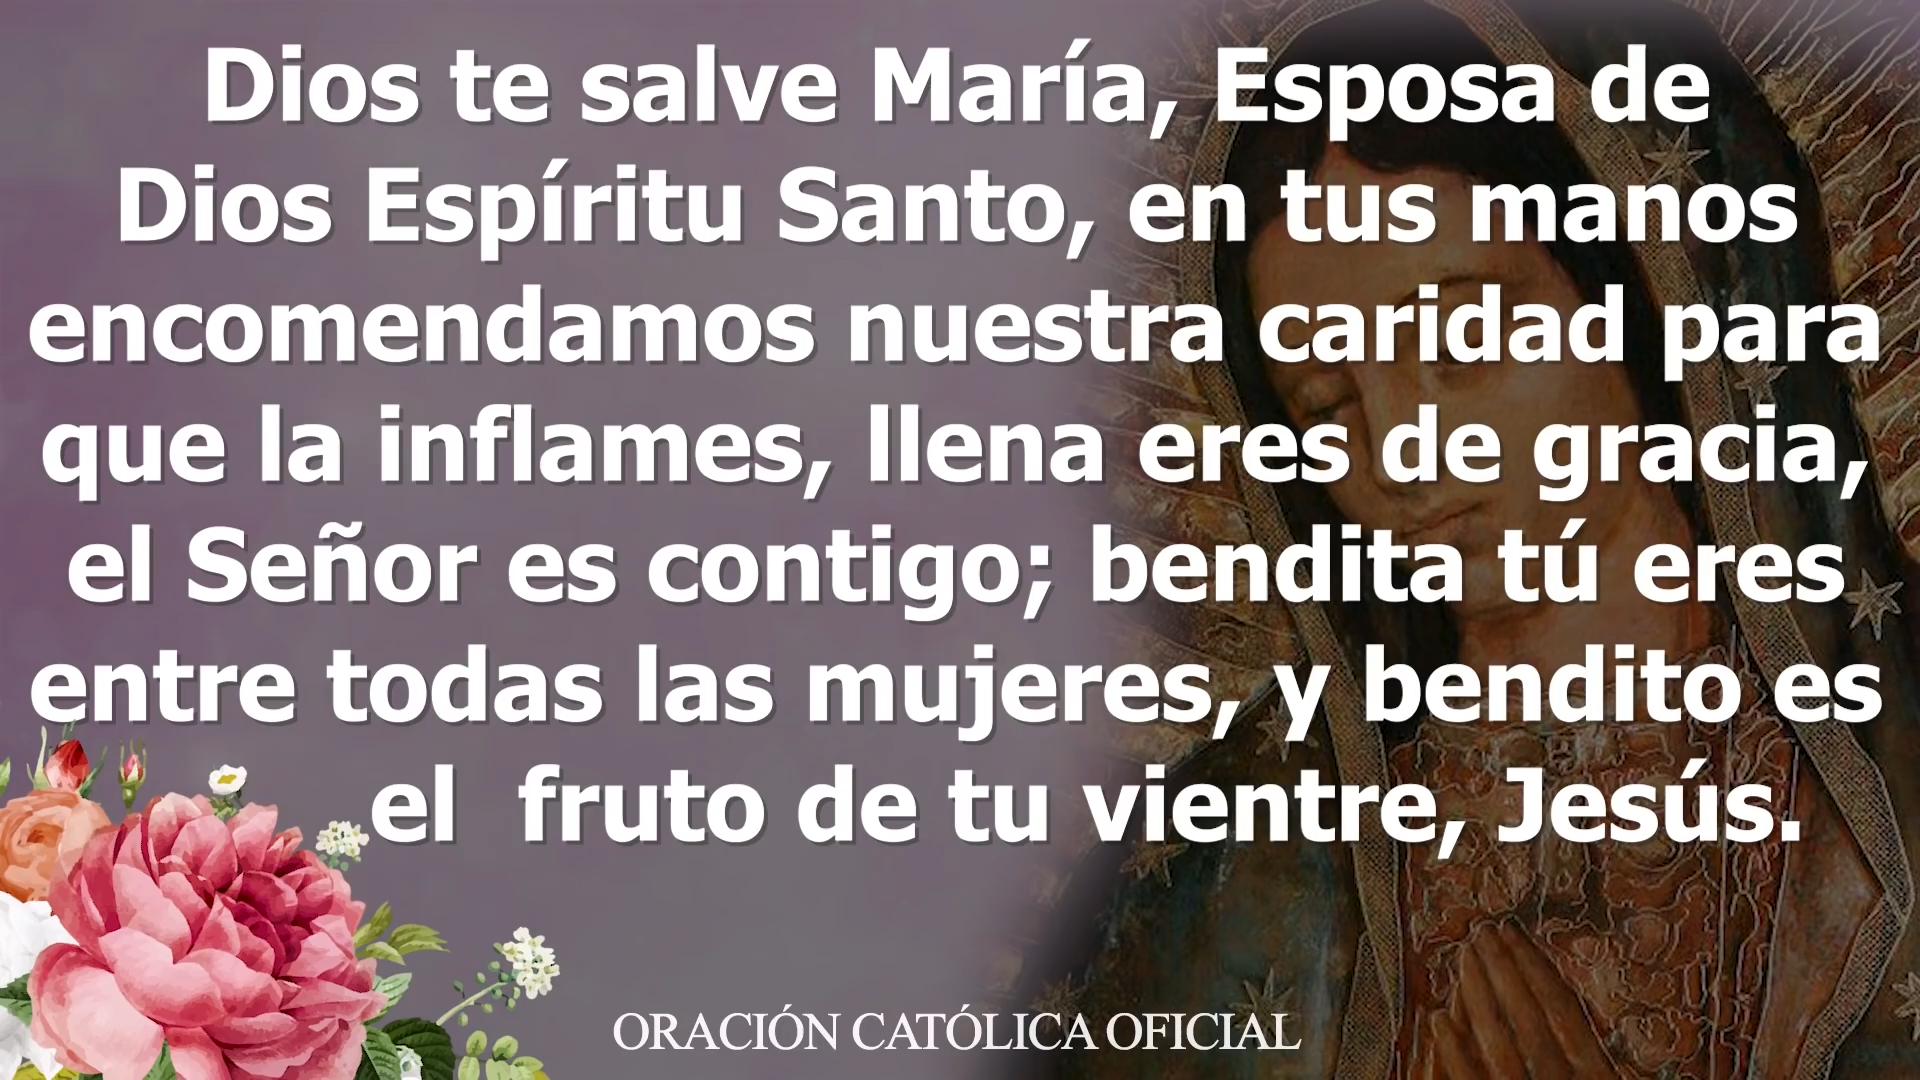 Dios te salve María, Esposa de
Dios Espíritu Santo, en tus manos
encomendamos nuestra caridad para
que la inflames, llena eres de gracia,
el Señor es contigo; bendita tú eres
entre todas las mujeres, y bendito es
el  fruto de tu vientre, Jesús.
ORACIÓN CATÓLICA OFICIAL